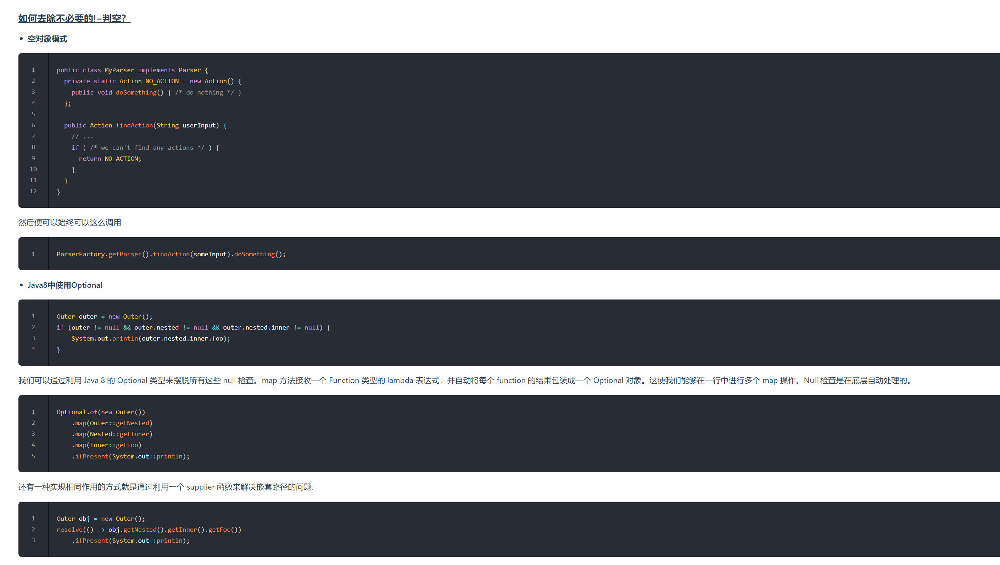 如何去除不必要的!=判空？
• 空对象模式
1 public class MyParser implements Parser {
2   private static Action NO_ACTION = new Action() {
3     public void doSomething() { /* do nothing */ }
4   };
5
6   public Action findAction(String userInput) {
7     // ...
8     if ( /* we can't find any actions */ ) {
9       return NO_ACTION;
10     }
11   }
12 }
然后便可以始终可以这么调用
1 ParserFactory.getParser().findAction(someInput).doSomething();
• Java8中使用Optional
1 Outer outer = new Outer();
2 if (outer != null && outer.nested != null && outer.nested.inner != null) {
3     System.out.println(outer.nested.inner.foo);
4 }
我们可以通过利用 Java 8 的 Optional 类型来摆脱所有这些 null 检查。map 方法接收一个 Function 类型的 lambda 表达式，并自动将每个 function 的结果包装成一个 Optional 对象。这使我们能够在一行中进行多个 map 操作。Null 检查是在底层自动处理的。
1 Optional.of(new Outer())
2     .map(Outer::getNested)
3     .map(Nested::getInner)
4     .map(Inner::getFoo)
5     .ifPresent(System.out::println);
还有一种实现相同作用的方式就是通过利用一个 supplier 函数来解决嵌套路径的问题:
1 Outer obj = new Outer();
2 resolve(() -> obj.getNested().getInner().getFoo())
3     .ifPresent(System.out::println);